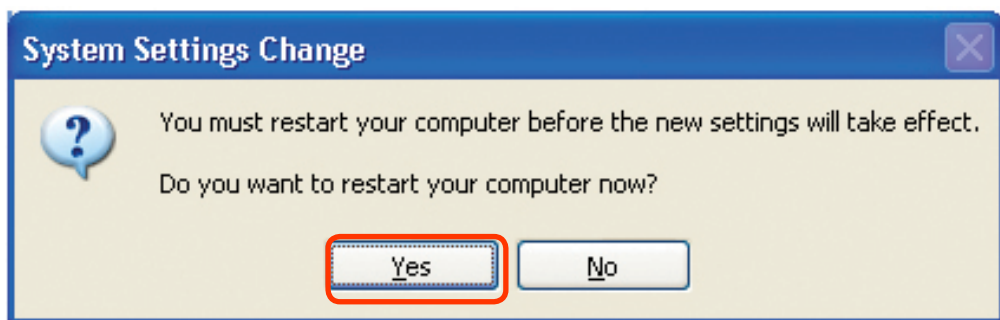 System Settings Change
You must restart your computer before the new settings will take effect.
Do you want to restart your computer now?
Yes No